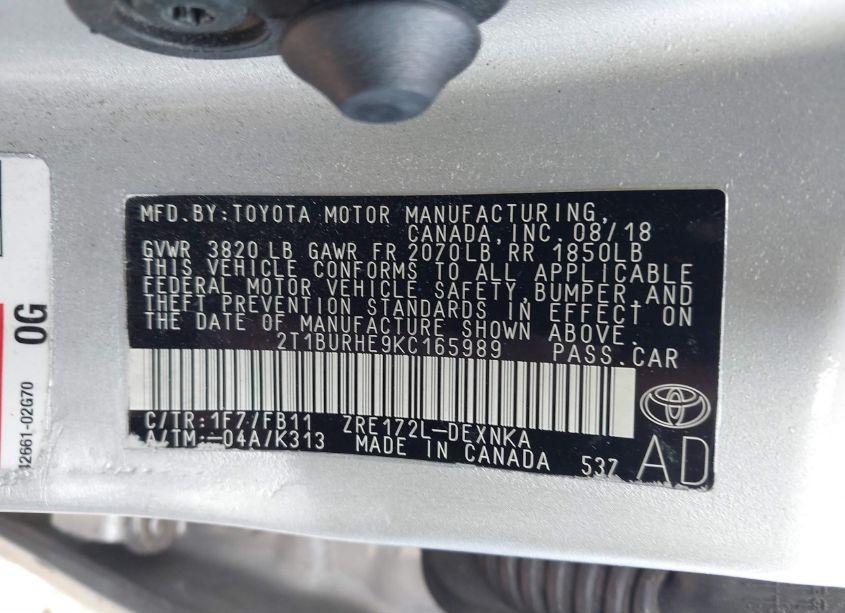 MFD.BY:TOYOTA MOTOR MANUFACTURING,
CANADA, INC. 08/18
GVWR 3820 LB GAWR FR 2070LB RR 1850LB
THIS VEHICLE CONFORMS TO ALL APPLICABLE
FEDERAL MOTOR VEHICLE SAFETY, BUMPER, AND
THEFT PREVENTION STANDARDS IN EFFECT ON
THE DATE OF MANUFACTURE SHOWN ABOVE.
2T1BURHE9KC165989 PASS.CAR
C/TR:1F7/FB11 ZRE172L-DEXNKA
A/TM:-04A/K313 MADE IN CANADA 537 AD
0G
42661-02G70